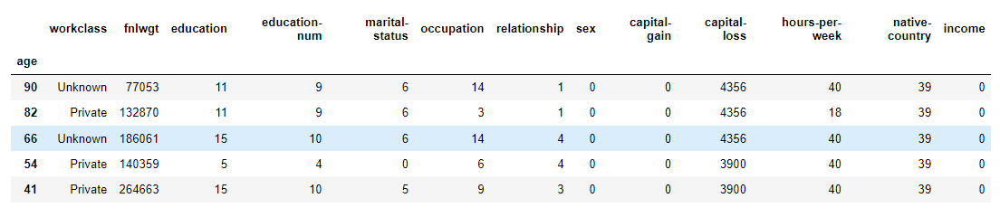 workclass fnlwgt education education-num marital-status occupation relationship sex capital-gain capital-loss hours-per-week native-country income
age
90 Unknown 77053 11 9 6 14 1 0 0 4356 40 39 0
82 Private 132870 11 9 6 3 1 0 0 4356 18 39 0
66 Unknown 186061 15 10 6 14 4 0 0 4356 40 39 0
54 Private 140359 5 4 0 6 4 0 0 3900 40 39 0
41 Private 264663 15 10 5 9 3 0 0 3900 40 39 0